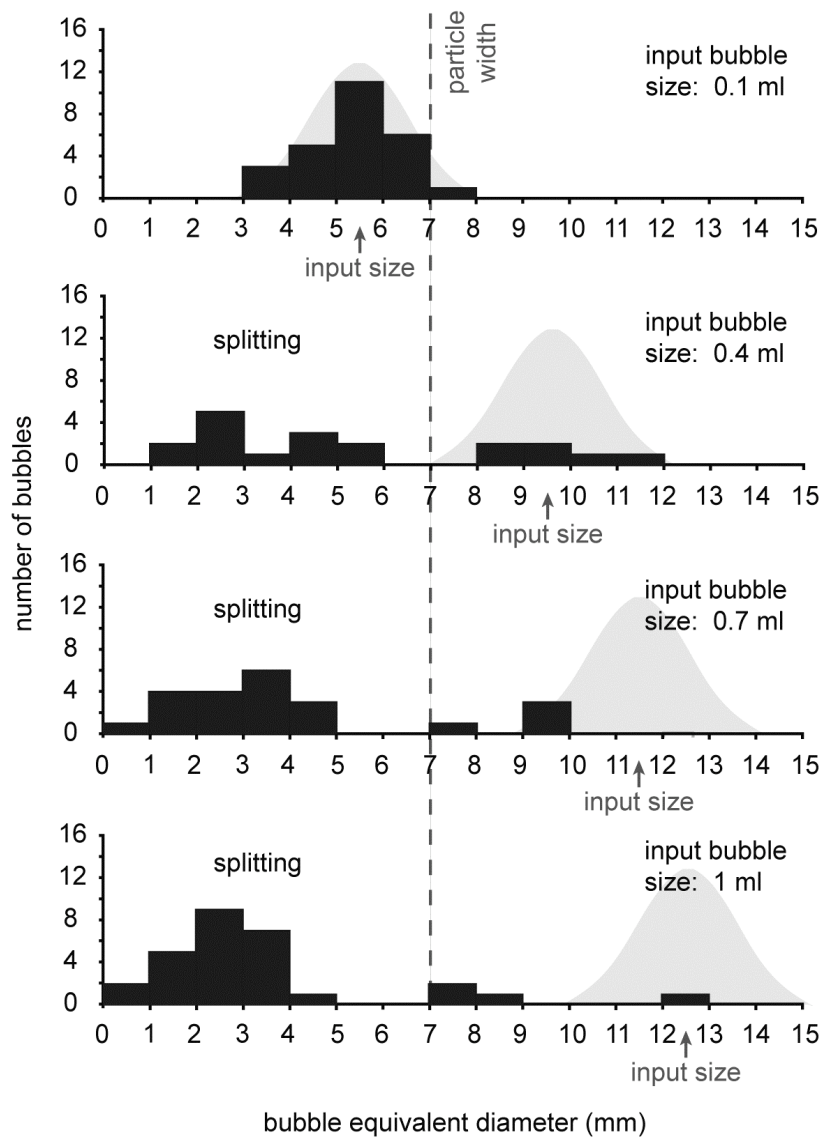 number of bubbles
16
12
8
4
0
particle
width
input bubble
size: 0.1 ml
0 1 2 3 4 5 6 7 8 9 10 11 12 13 14 15
input size
16
12
8
4
0
splitting
input bubble
size: 0.4 ml
0 1 2 3 4 5 6 7 8 9 10 11 12 13 14 15
input size
16
12
8
4
0
splitting
input bubble
size: 0.7 ml
0 1 2 3 4 5 6 7 8 9 10 11 12 13 14 15
input size
16
12
8
4
0
splitting
input bubble
size: 1 ml
0 1 2 3 4 5 6 7 8 9 10 11 12 13 14 15
input size
bubble equivalent diameter (mm)